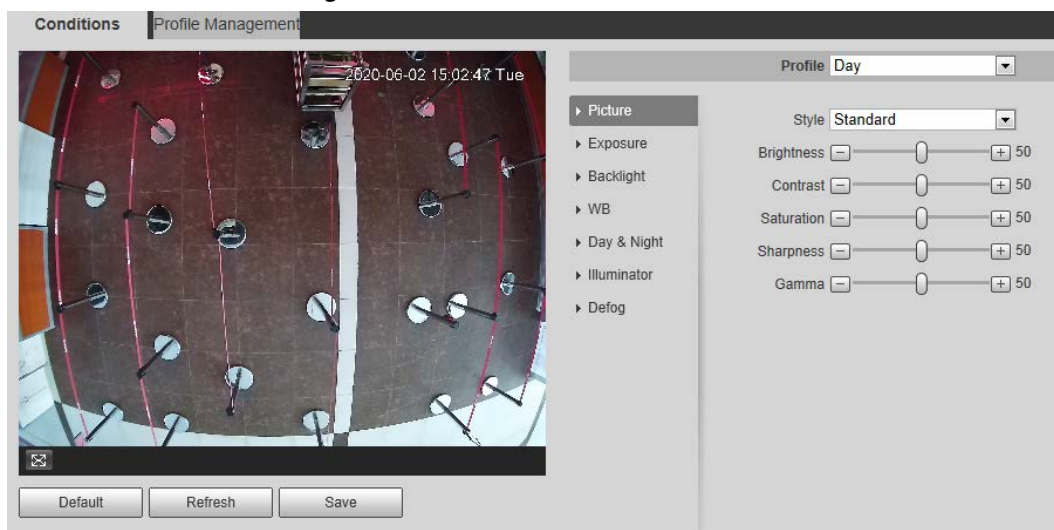 Conditions
Profile Management
2020-06-02 15:02:47 Tue
Profile Day
Picture
Exposure
Backlight
WB
Day & Night
Illuminator
Defog
Style Standard
Brightness 50
Contrast 50
Saturation 50
Sharpness 50
Gamma 50
Default
Refresh
Save